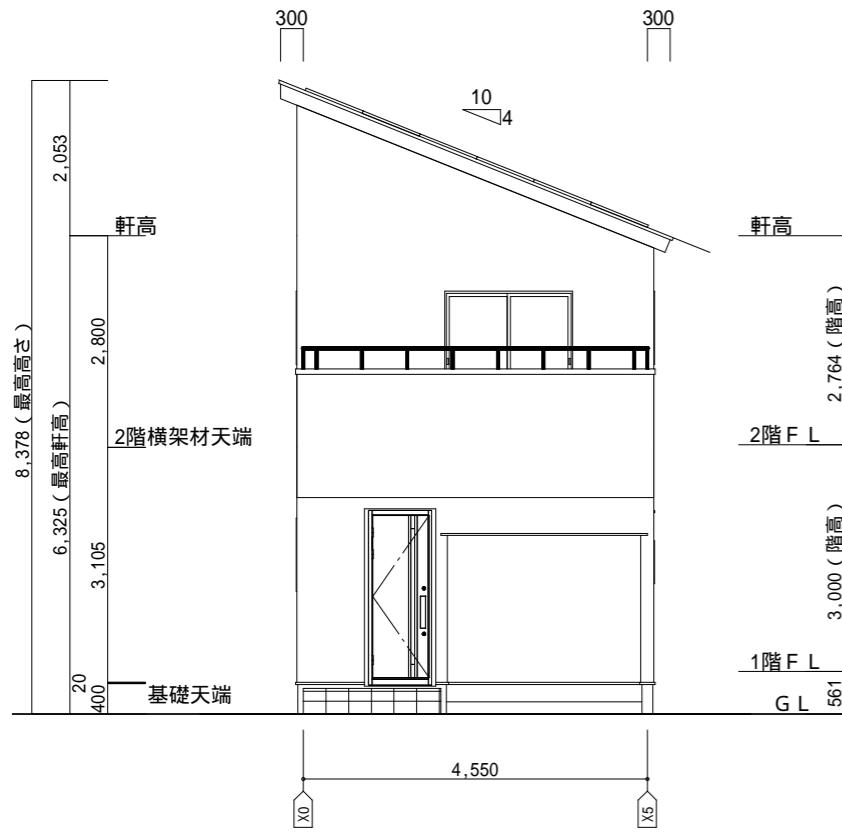 300
300
10
4
2,053
軒高
軒高
2,800
8,378(最高高さ)
6,325(最高軒高)
2,764(階高)
2階横架材天端
2階FL
3,105
3,000(階高)
1階FL
20
400
基礎天端
GL
561
4,550
X0
X5